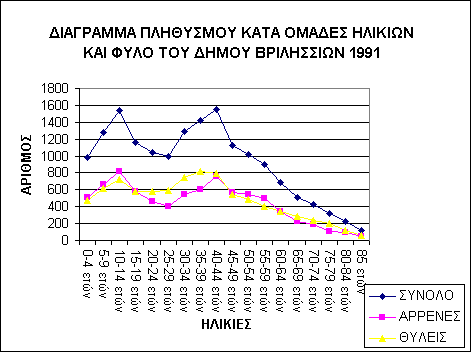 ΔΙΑΓΡΑΜΜΑ ΠΛΗΘΥΣΜΟΥ ΚΑΤΑ ΟΜΑΔΕΣ ΗΛΙΚΙΩΝ
ΚΑΙ ΦΥΛΟ ΤΟΥ ΔΗΜΟΥ ΒΡΙΛΗΣΣΙΩΝ 1991
ΑΡΙΘΜΟΣ
1800
1600
1400
1200
1000
800
600
400
200
0
0-4 ετών
5-9 ετών
10-14 ετών
15-19 ετών
20-24 ετών
25-29 ετών
30-34 ετών
35-39 ετών
40-44 ετών
45-49 ετών
50-54 ετών
55-59 ετών
60-64 ετών
65-69 ετών
70-74 ετών
75-79 ετών
80-84 ετών
85 ετών
ΗΛΙΚΙΕΣ
ΣΥΝΟΛΟ
ΑΡΡΕΝΕΣ
ΘΥΛΕΙΣ